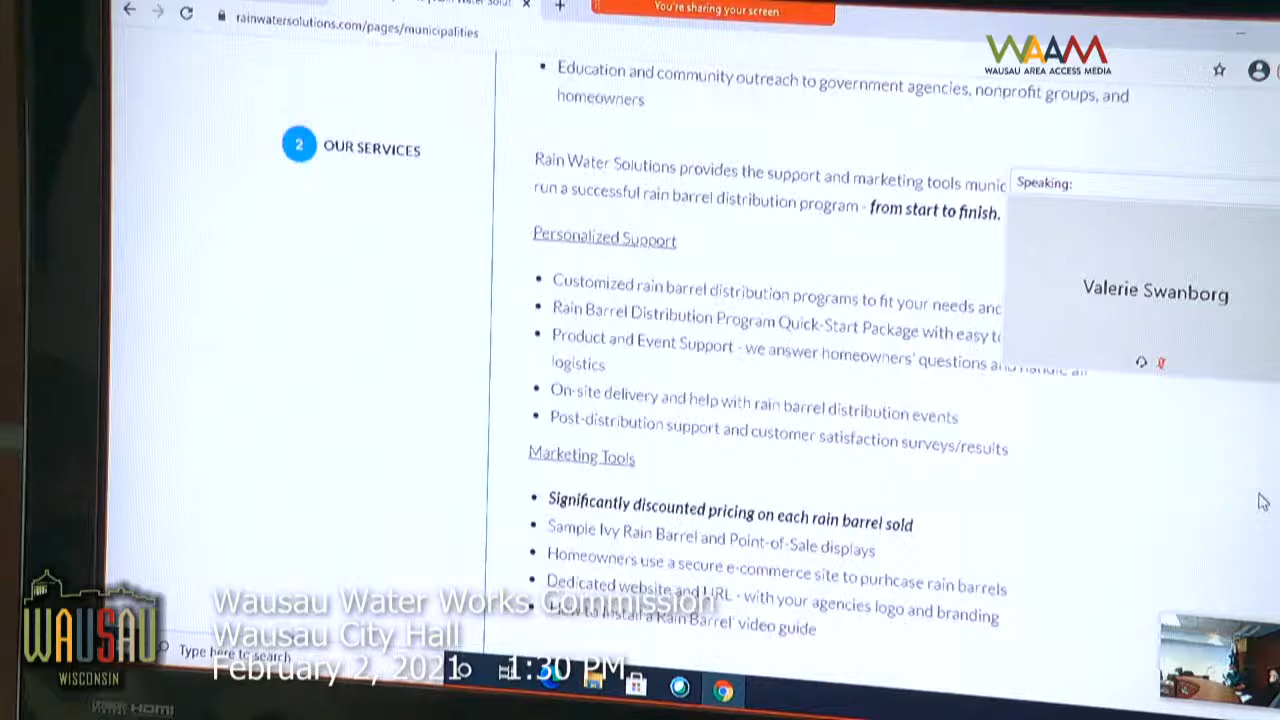 You're sharing your screen
rainwatersolutions.com/pages/municipalities
WAAM
WAUSAU AREA ACCESS MEDIA
• Education and community outreach to government agencies, nonprofit groups, and
homeowners
2 OUR SERVICES
Rain Water Solutions provides the support and marketing tools munic
run a successful rain barrel distribution program - from start to finish.
Speaking:
Valerie Swanborg
Personalized Support
• Customized rain barrel distribution programs to fit your needs and
• Rain Barrel Distribution Program Quick-Start Package with easy t
• Product and Event Support - we answer homeowners' questions and handle all
logistics
• On-site delivery and help with rain barrel distribution events
• Post-distribution support and customer satisfaction surveys/results
Marketing Tools
• Significantly discounted pricing on each rain barrel sold
• Sample Ivy Rain Barrel and Point-of-Sale displays
• Homeowners use a secure e-commerce site to purhcase rain barrels
• Dedicated website and URL - with your agencies logo and branding
• to Install a Rain Barrel' video guide
Wausau Water Works Commission
Wausau City Hall
February 2, 2021 1:30 PM
WAUSAU
WISCONSIN
Type here to search
HDMI